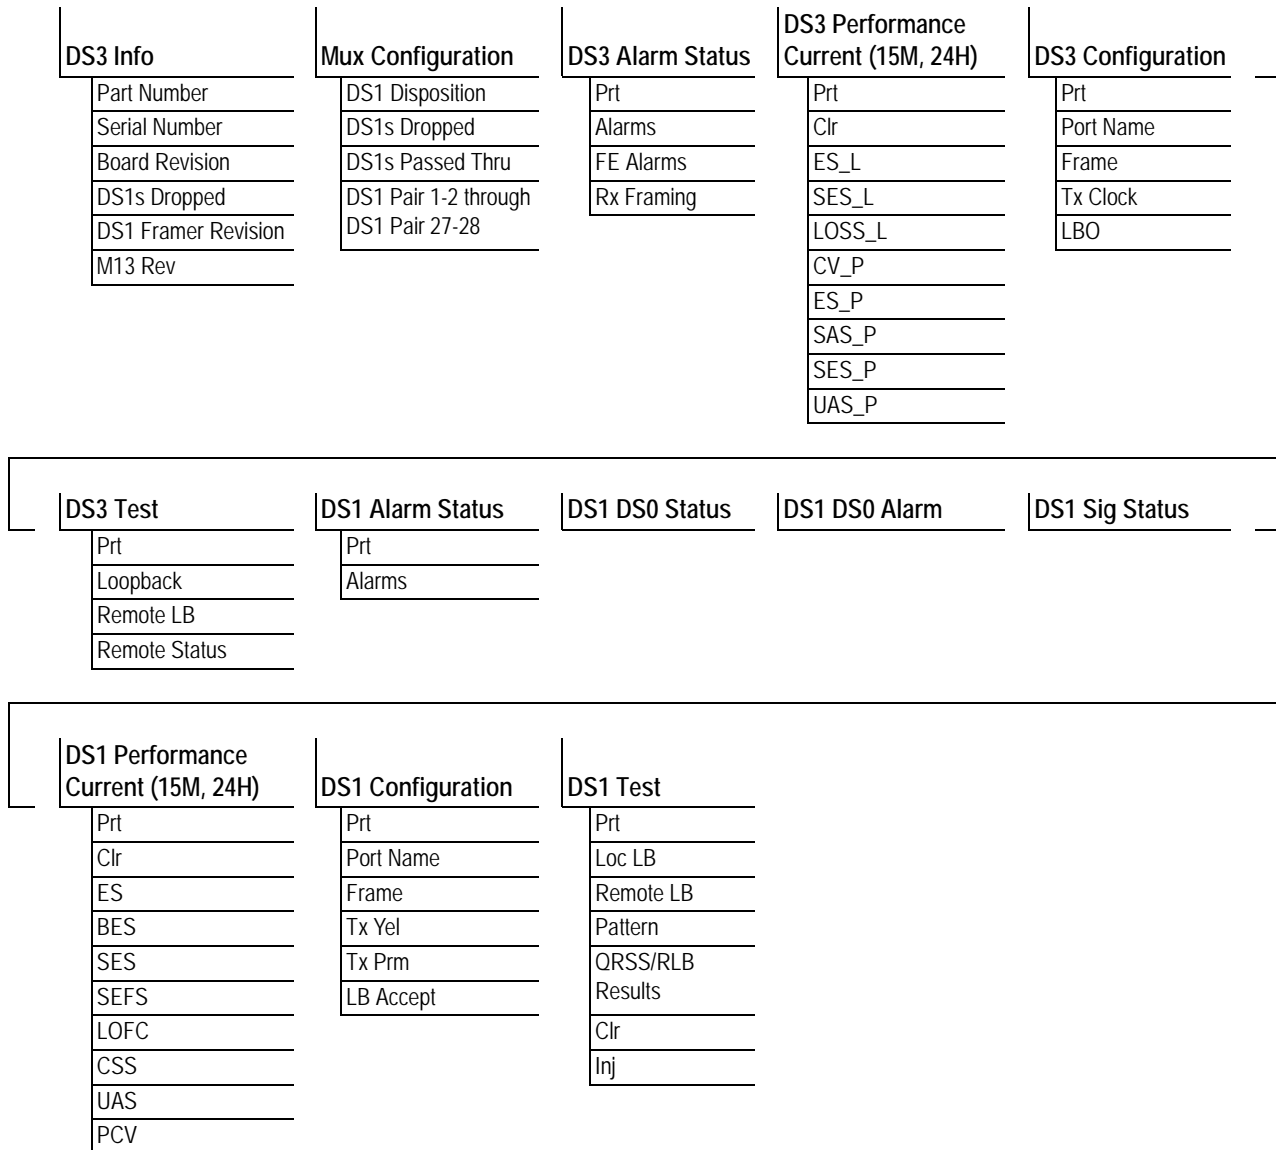 DS3 Info
Part Number
Serial Number
Board Revision
DS1s Dropped
DS1 Framer Revision
M13 Rev
Mux Configuration
DS1 Disposition
DS1s Dropped
DS1s Passed Thru
DS1 Pair 1-2 through
DS1 Pair 27-28
DS3 Alarm Status
Prt
Alarms
FE Alarms
Rx Framing
DS3 Performance
Current (15M, 24H)
Prt
Clr
ES_L
SES_L
LOSS_L
CV_P
ES_P
SAS_P
SES_P
UAS_P
DS3 Configuration
Prt
Port Name
Frame
Tx Clock
LBO
DS3 Test
Prt
Loopback
Remote LB
Remote Status
DS1 Alarm Status
Prt
Alarms
DS1 DS0 Status
DS1 DS0 Alarm
DS1 Sig Status
DS1 Performance
Current (15M, 24H)
Prt
Clr
ES
BES
SES
SEFS
LOFC
CSS
UAS
PCV
DS1 Configuration
Prt
Port Name
Frame
Tx Yel
Tx Prm
LB Accept
DS1 Test
Prt
Loc LB
Remote LB
Pattern
QRSS/RLB
Results
Clr
Inj